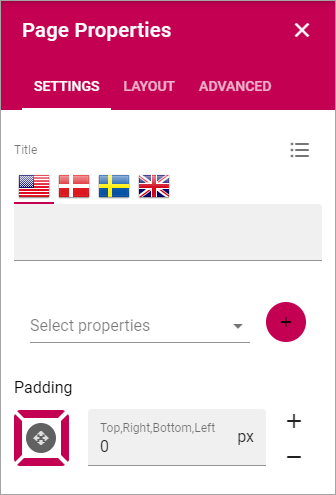 Page Properties
SETTINGS LAYOUT ADVANCED
Title
Select properties
+
Padding
Top,Right,Bottom,Left
0 px
+
−